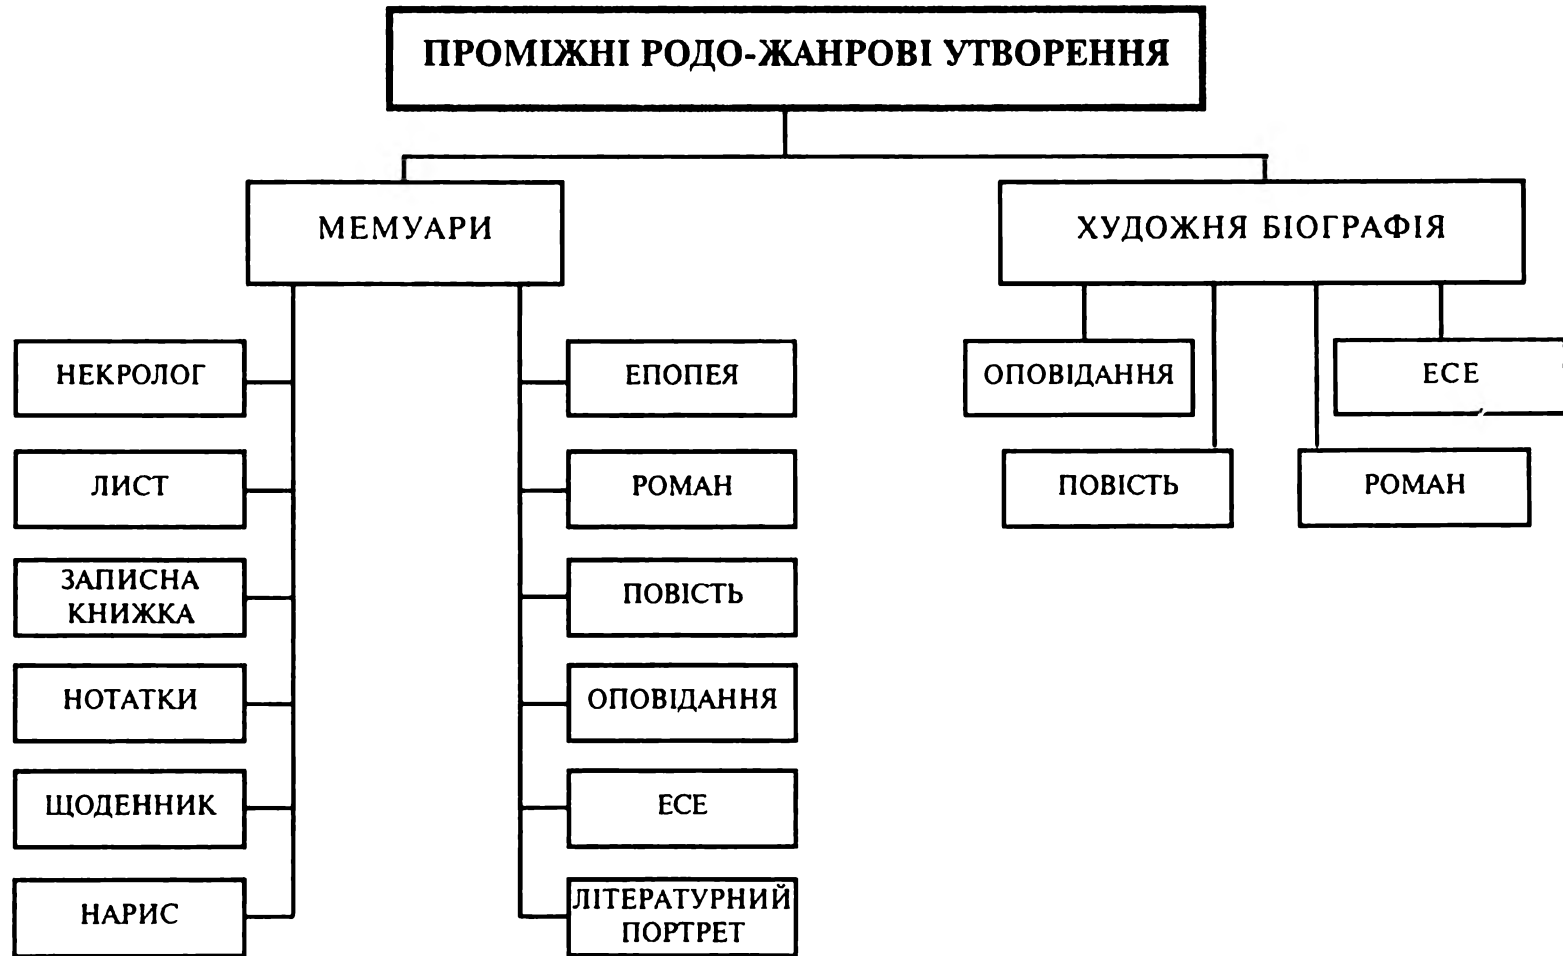 ПРОМІЖНІ РОДО-ЖАНРОВІ УТВОРЕННЯ
МЕМУАРИ
ХУДОЖНЯ БІОГРАФІЯ
НЕКРОЛОГ
ЛИСТ
ЗАПИСНА
КНИЖКА
НОТАТКИ
ЩОДЕННИК
НАРИС
ЕПОПЕЯ
РОМАН
ПОВІСТЬ
ОПОВІДАННЯ
ЕСЕ
ЛІТЕРАТУРНИЙ
ПОРТРЕТ
ОПОВІДАННЯ
ЕСЕ
ПОВІСТЬ
РОМАН